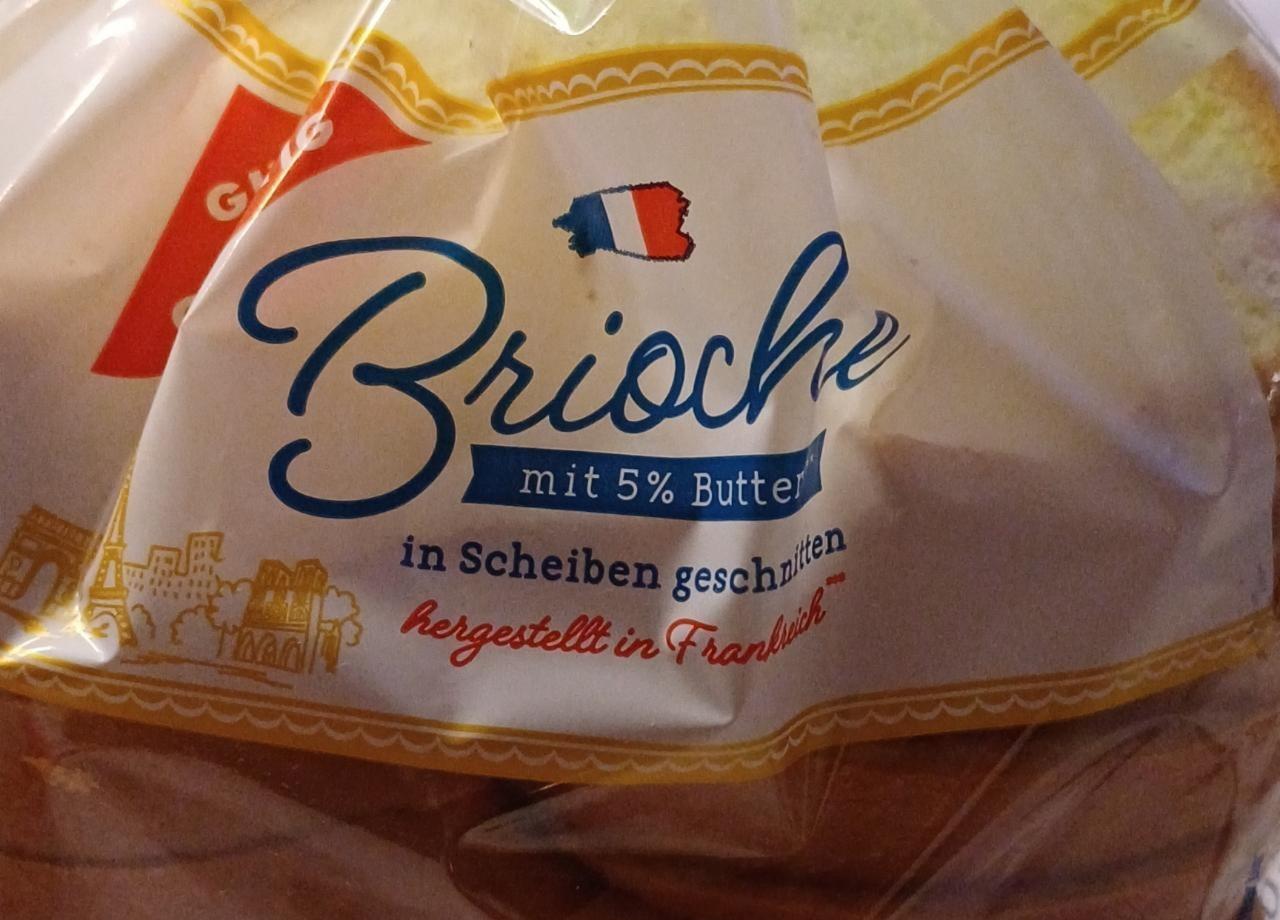 Brioche
mit 5% Butter**
in Scheiben geschnitten
hergestellt in Frankreich***